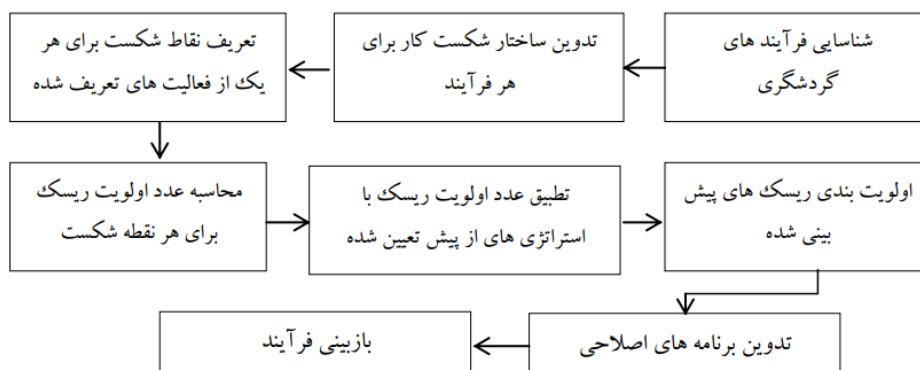 شناسایی فرآیند های
گردشگری
تدوین ساختار شکست کار برای
هر فرآیند
تعریف نقاط شکست برای هر
یک از فعالیت های تعریف شده
محاسبه عدد اولویت ریسک
برای هر نقطه شکست
تطبیق عدد اولویت ریسک با
استراتژی های از پیش تعیین شده
اولویت بندی ریسک های پیش
بینی شده
تدوین برنامه های اصلاحی
بازبینی فرآیند